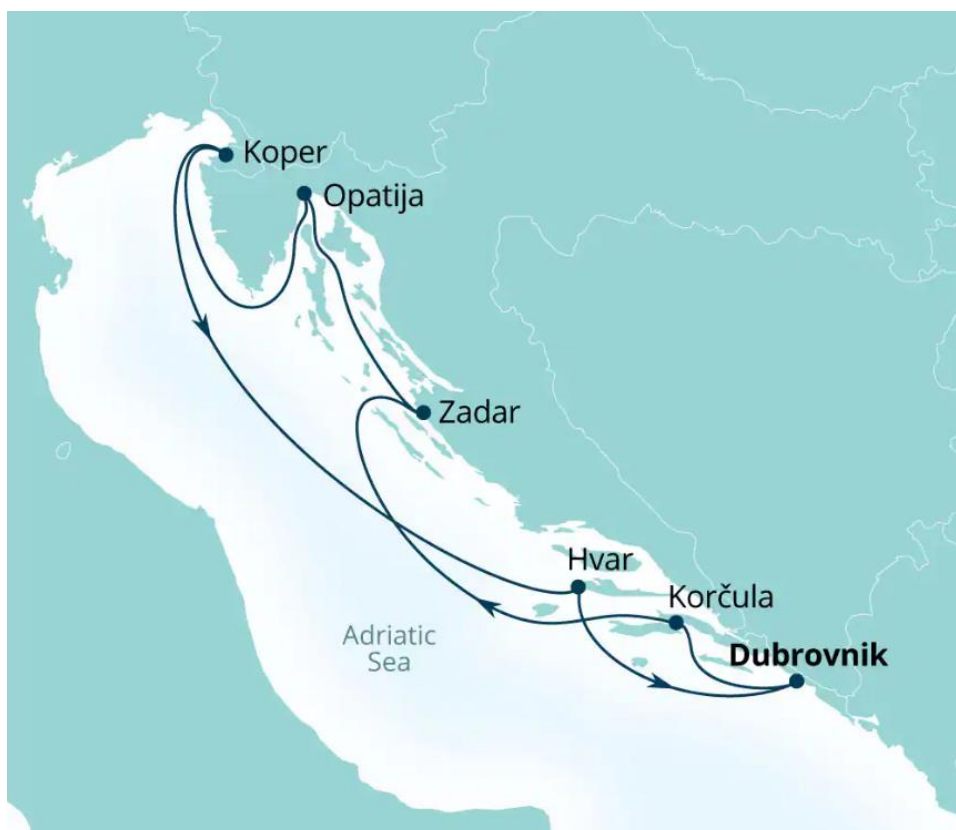 Koper
Opatija
Zadar
Hvar
Korčula
Adriatic
Sea
Dubrovnik